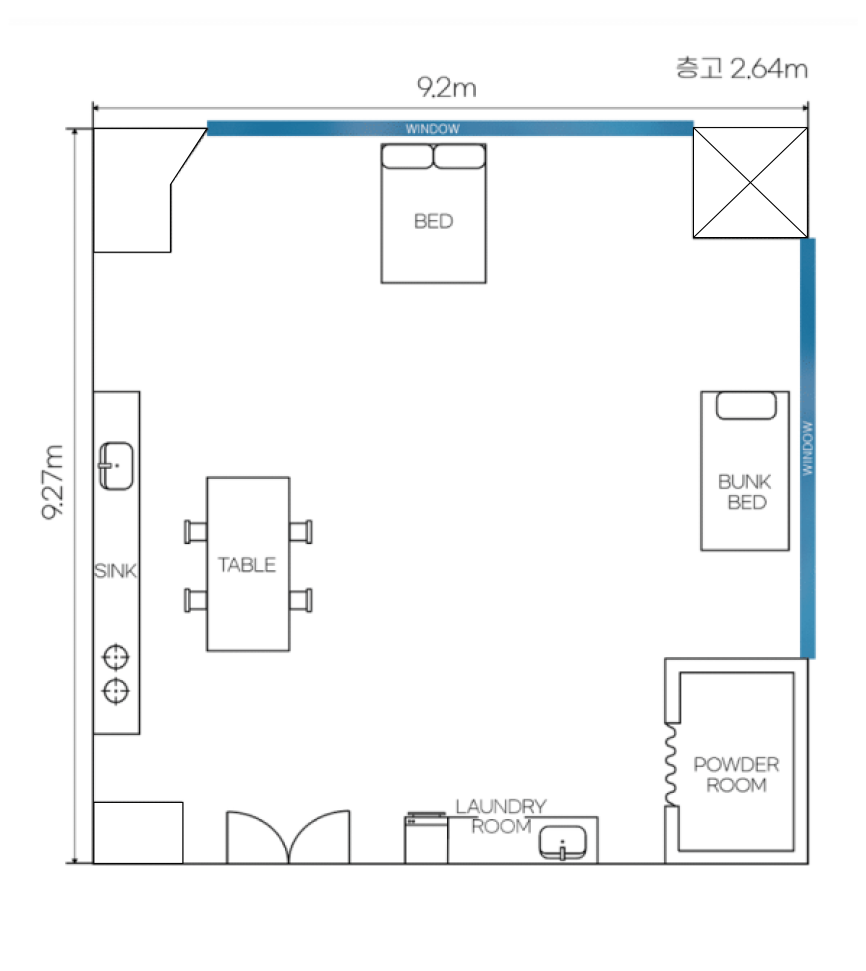 층고 2.64m
9.2m
WINDOW
BED
9.27m
WINDOW
BUNK
BED
TABLE
SINK
POWDER
ROOM
LAUNDRY
ROOM